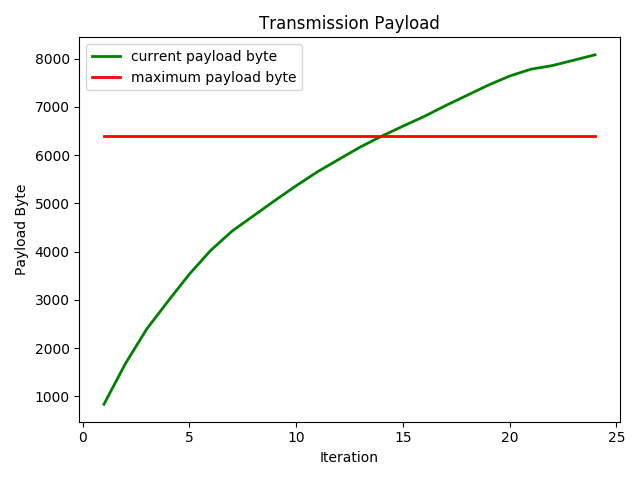 Transmission Payload
current payload byte
maximum payload byte
Payload Byte
8000
7000
6000
5000
4000
3000
2000
1000
0 5 10 15 20 25
Iteration